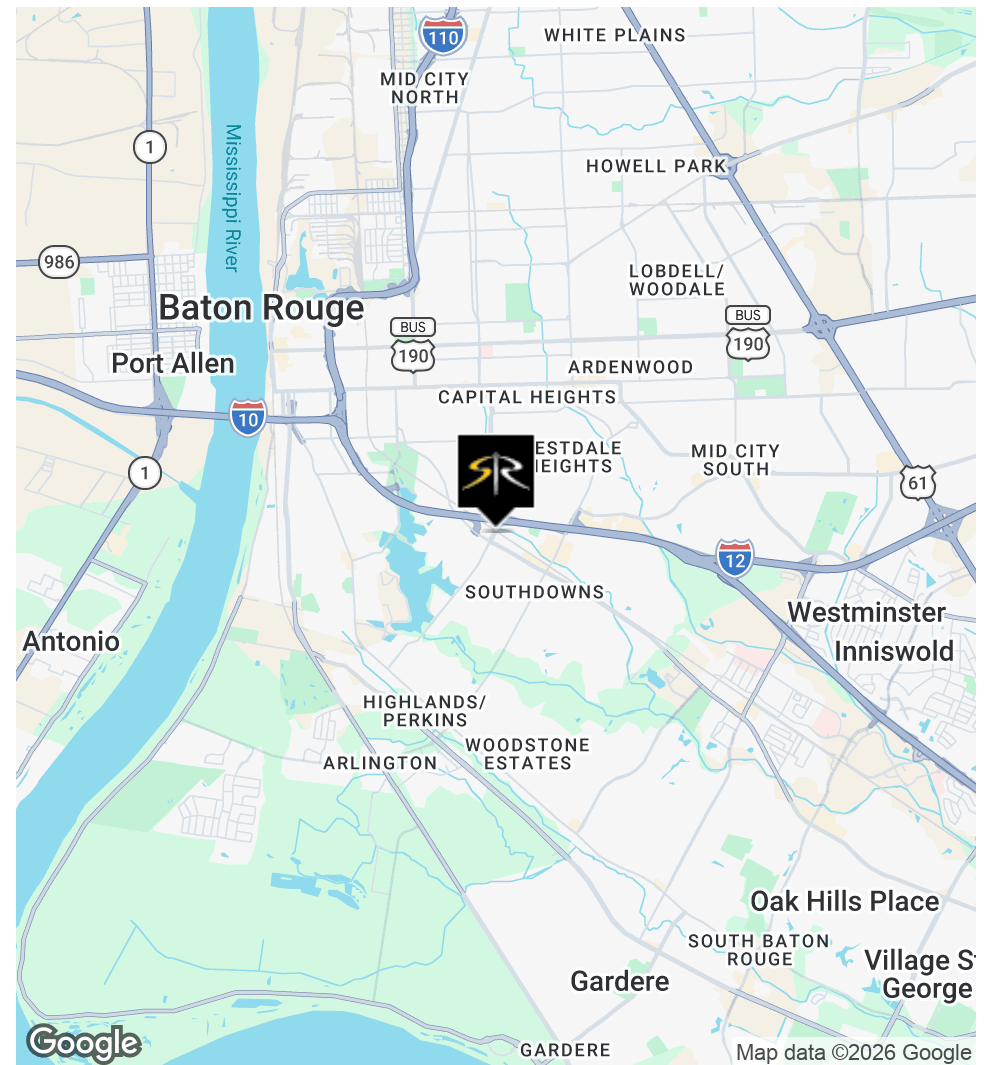 110
WHITE PLAINS
MID CITY
NORTH
1
Mississippi River
HOWELL PARK
986
LOBDELL/
WOODALE
Baton Rouge
BUS
190
BUS
190
Port Allen
ARDENWOOD
CAPITAL HEIGHTS
10
ESTDALE
HEIGHTS
MID CITY
SOUTH
1
SR
61
12
SOUTHDOWNS
Westminster
Antonio
Inniswold
HIGHLANDS/
PERKINS
WOODSTONE
ESTATES
ARLINGTON
Oak Hills Place
SOUTH BATON
ROUGE
Village St
George
Gardere
Google
GARDERE
Map data ©2026 Google